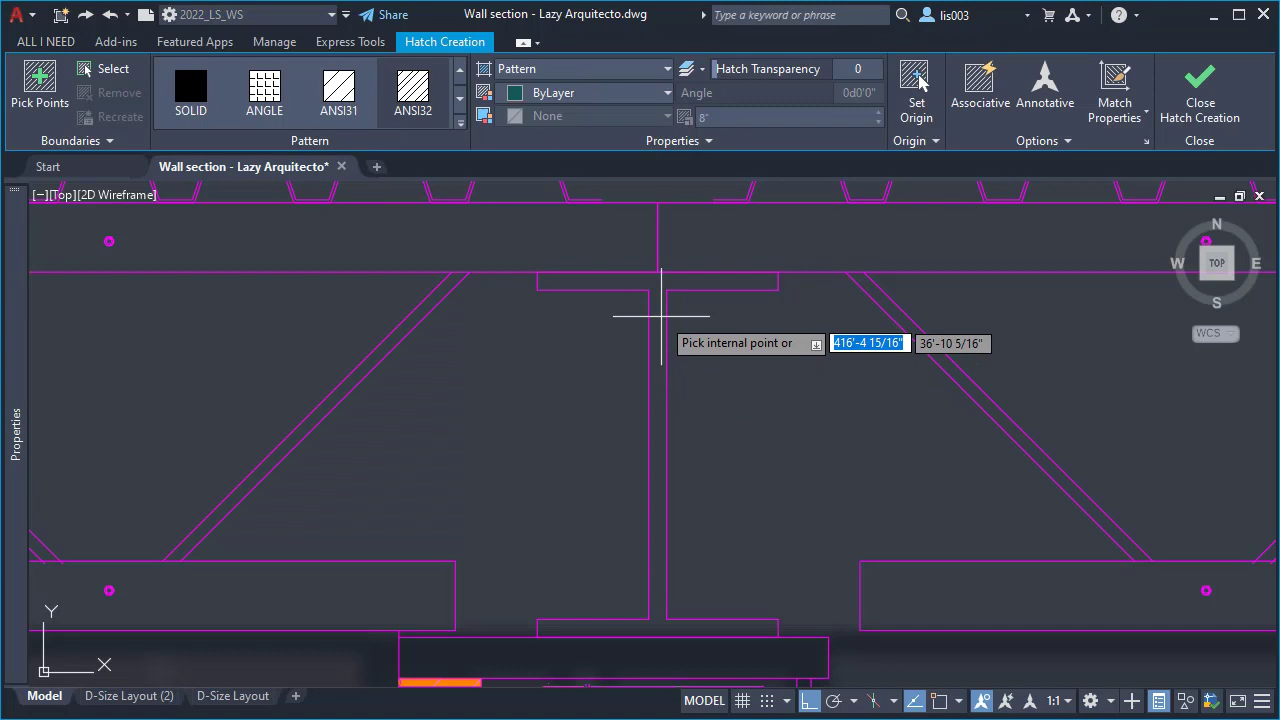 2022_LS_WS
Share
Wall section - Lazy Arquitecto.dwg
Type a keyword or phrase
lis003
ALL I NEED
Add-ins
Featured Apps
Manage
Express Tools
Hatch Creation
Pick Points
Select
Remove
Recreate
Boundaries
SOLID
ANGLE
ANSI31
ANSI32
Pattern
Pattern
ByLayer
None
Hatch Transparency
0
Angle
0d0'0"
8"
Properties
Set
Origin
Origin
Associative
Annotative
Match
Properties
Options
Close
Hatch Creation
Close
Start
Wall section - Lazy Arquitecto*
[−][Top][2D Wireframe]
Properties
N
W
TOP
E
S
WCS
Pick internal point or
416'-4 15/16"
36'-10 5/16"
Y
X
Model
D-Size Layout (2)
D-Size Layout
MODEL
1:1